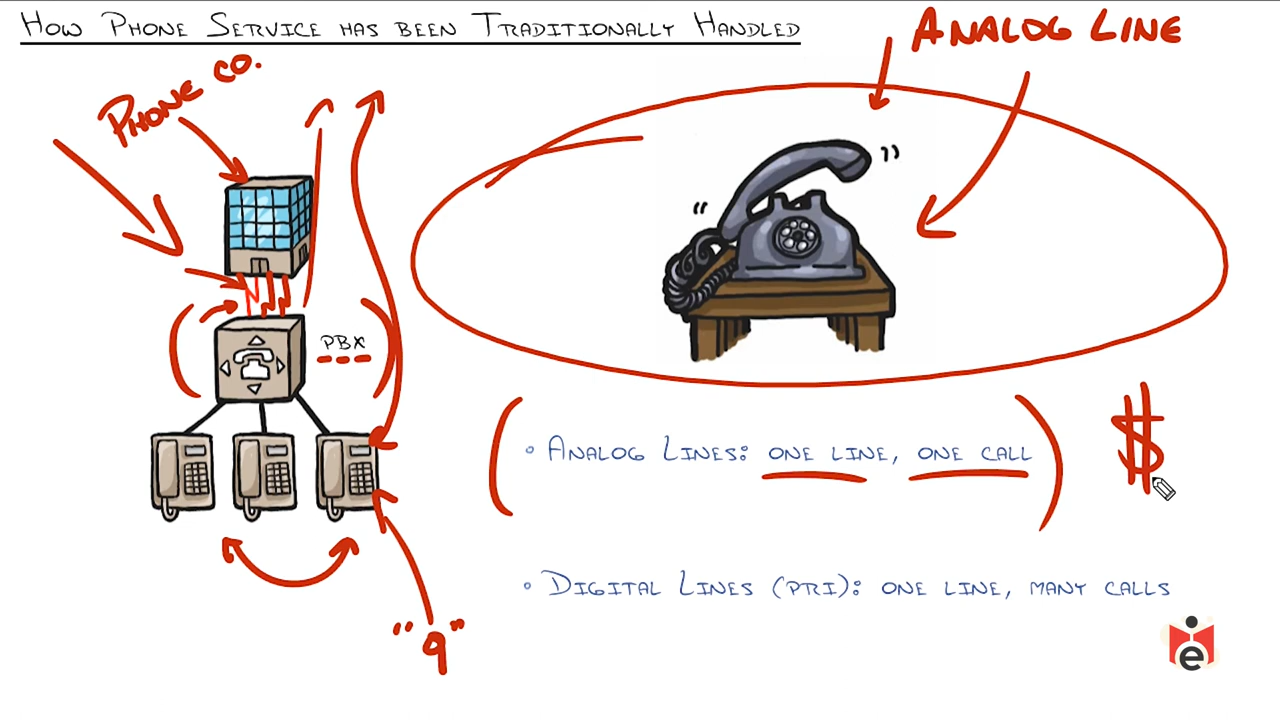 How Phone Service has been Traditionally Handled
Analog Line
Phone Co.
PBX
• Analog Lines: one line, one call
$
• Digital Lines (PRI): one line, many calls
"9"
e